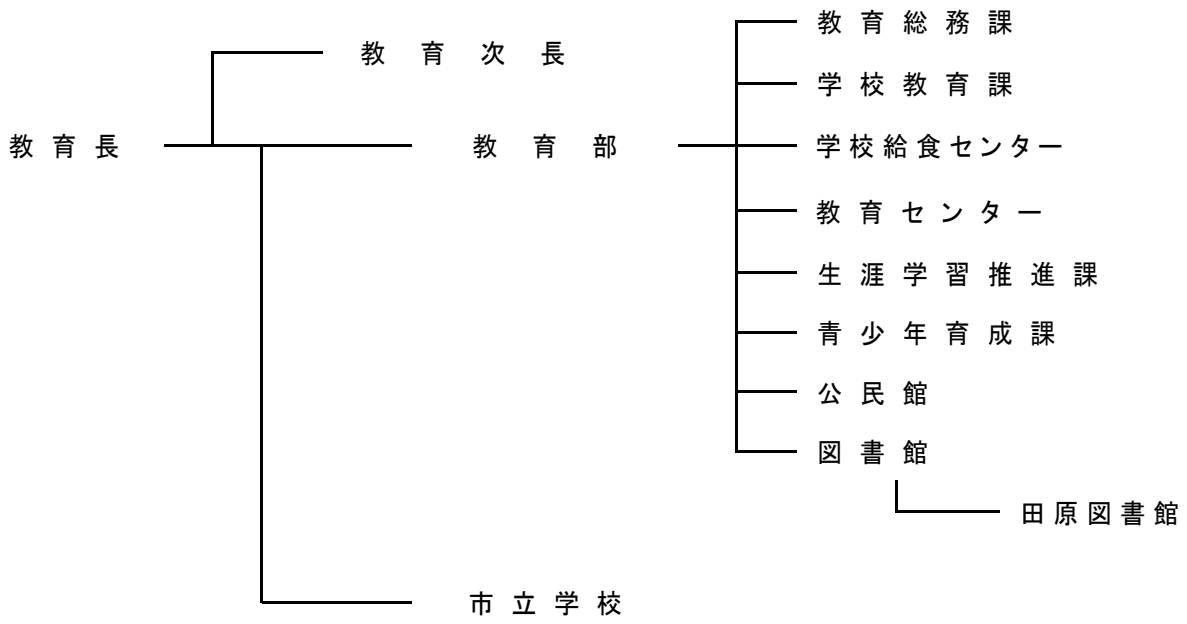 教育総務課
教育次長
学校教育課
教育長
教育部
学校給食センター
教育センター
生涯学習推進課
青少年育成課
公民館
図書館
田原図書館
市立学校